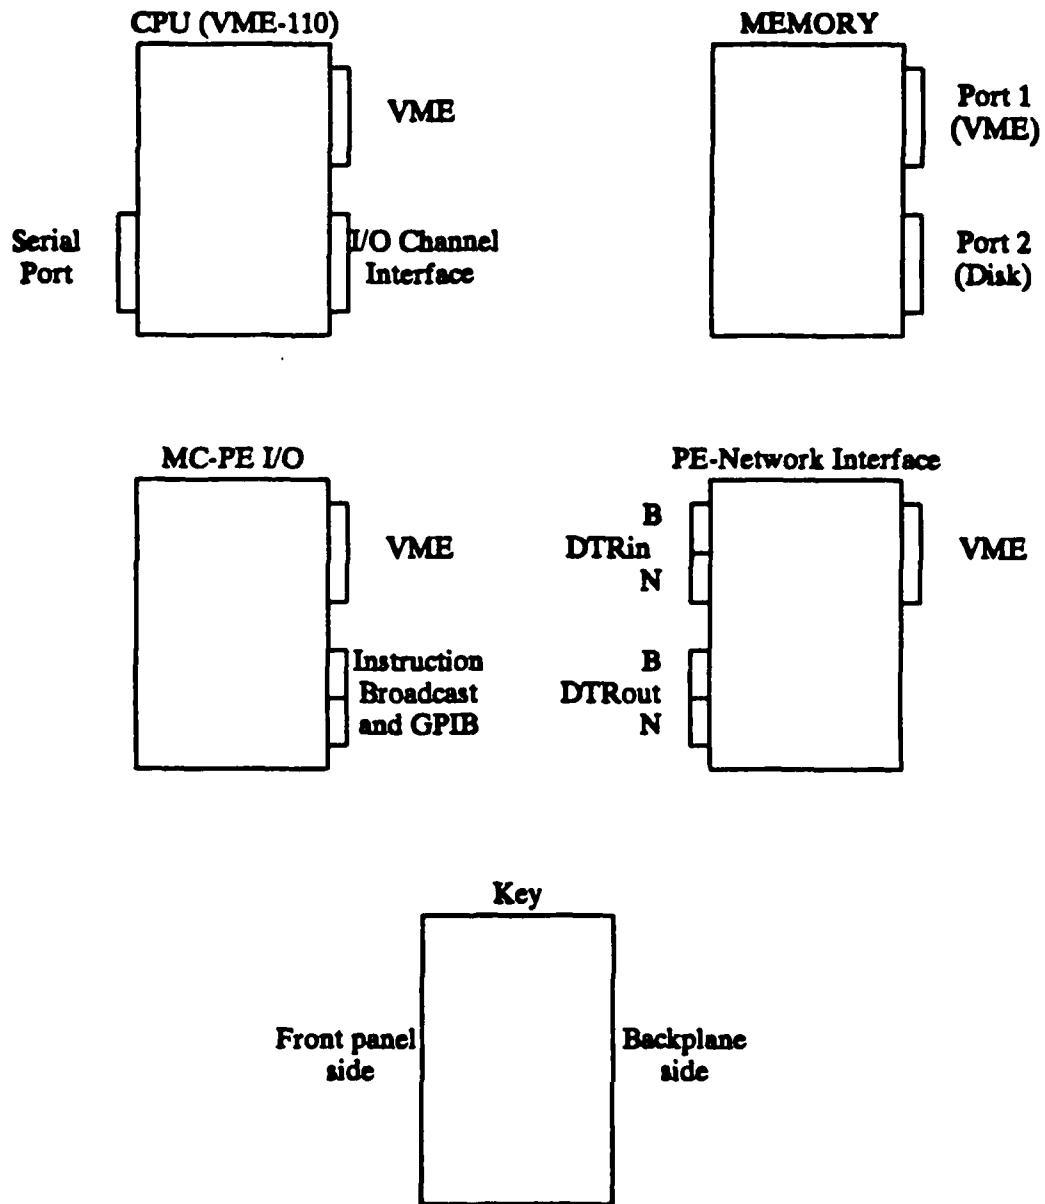 CPU (VME-110)
VME
Serial
Port
I/O Channel
Interface
MEMORY
Port 1
(VME)
Port 2
(Disk)
MC-PE I/O
VME
Instruction
Broadcast
and GPIB
PE-Network Interface
B
DTRin
N
B
DTRout
N
VME
Key
Front panel
side
Backplane
side